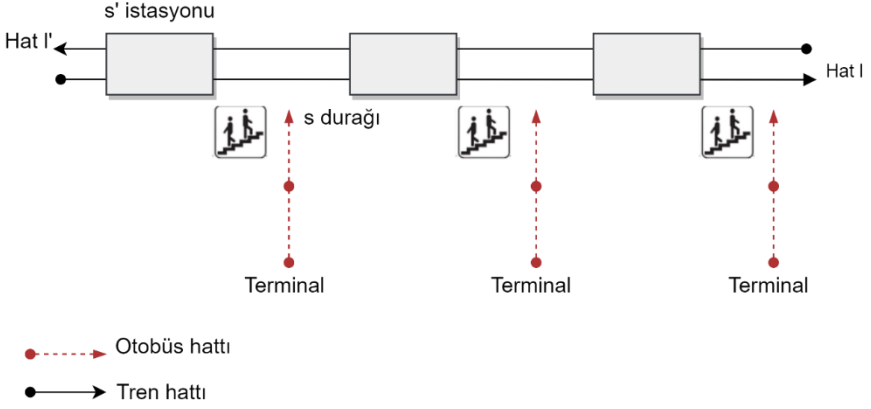 s' istasyonu
Hat l'
Hat l
s durağı
Terminal
Terminal
Terminal
Otobüs hattı
Tren hattı